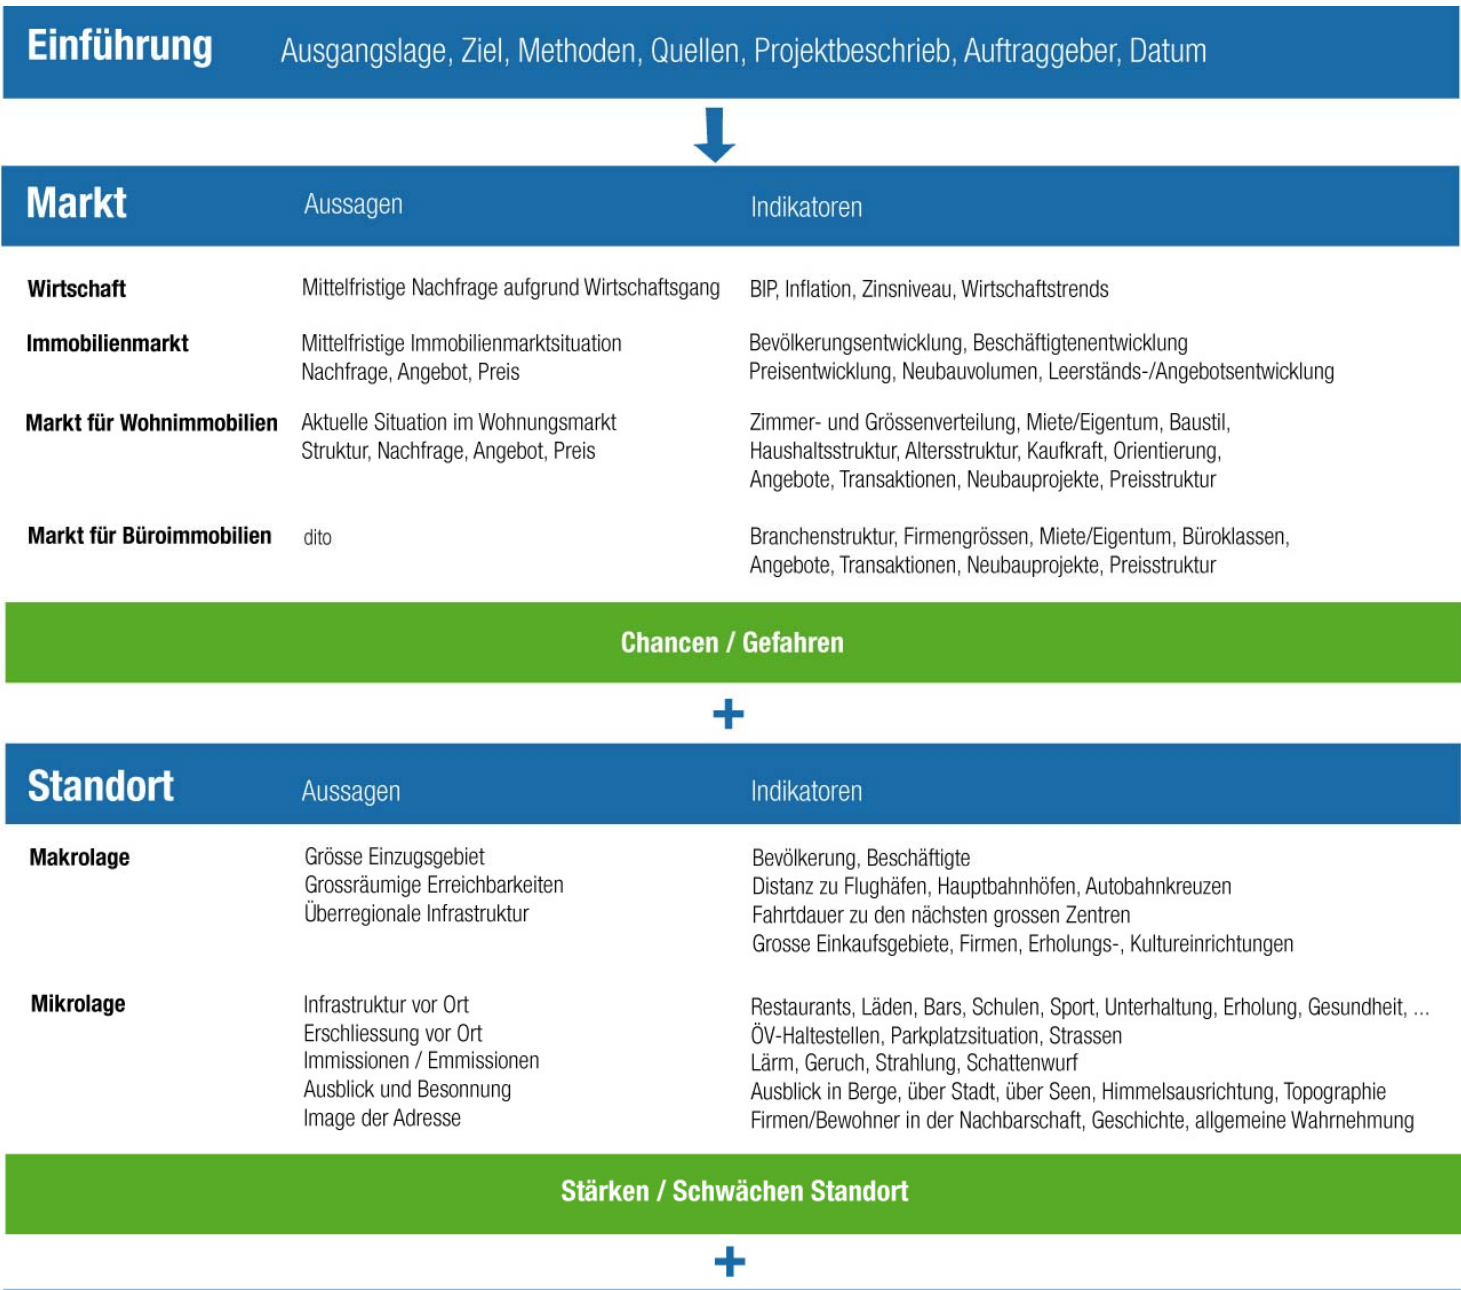 Einführung Ausgangslage, Ziel, Methoden, Quellen, Projektbeschrieb, Auftraggeber, Datum
Markt Aussagen Indikatoren
Wirtschaft Mittelfristige Nachfrage aufgrund Wirtschaftsgang BIP, Inflation, Zinsniveau, Wirtschaftstrends
Immobilienmarkt Mittelfristige Immobilienmarktsituation Bevölkerungsentwicklung, Beschäftigtenentwicklung
Nachfrage, Angebot, Preis Preisentwicklung, Neubauvolumen, Leerständs-/Angebotsentwicklung
Markt für Wohnimmobilien Aktuelle Situation im Wohnungsmarkt Zimmer- und Grössenverteilung, Miete/Eigentum, Baustil,
Struktur, Nachfrage, Angebot, Preis Haushaltsstruktur, Altersstruktur, Kaufkraft, Orientierung,
Angebote, Transaktionen, Neubauprojekte, Preisstruktur
Markt für Büroimmobilien dito Branchenstruktur, Firmengrössen, Miete/Eigentum, Büroklassen,
Angebote, Transaktionen, Neubauprojekte, Preisstruktur
Chancen / Gefahren
+
Standort Aussagen Indikatoren
Makrolage Grösse Einzugsgebiet Bevölkerung, Beschäftigte
Grossräumige Erreichbarkeiten Distanz zu Flughäfen, Hauptbahnhöfen, Autobahnkreuzen
Überregionale Infrastruktur Fahrtdauer zu den nächsten grossen Zentren
Grosse Einkaufsgebiete, Firmen, Erholungs-, Kultureinrichtungen
Mikrolage Infrastruktur vor Ort Restaurants, Läden, Bars, Schulen, Sport, Unterhaltung, Erholung, Gesundheit, ...
Erschliessung vor Ort ÖV-Haltestellen, Parkplatzsituation, Strassen
Immissionen / Emmissionen Lärm, Geruch, Strahlung, Schattenwurf
Ausblick und Besonnung Ausblick in Berge, über Stadt, über Seen, Himmelsausrichtung, Topographie
Image der Adresse Firmen/Bewohner in der Nachbarschaft, Geschichte, allgemeine Wahrnehmung
Stärken / Schwächen Standort
+